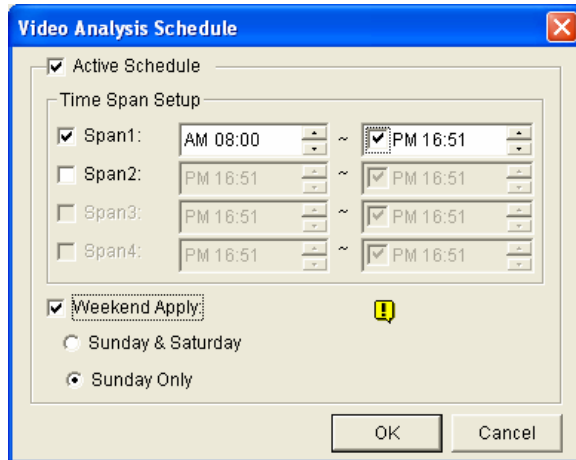 Video Analysis Schedule
Active Schedule
Time Span Setup
Span1: AM 08:00 ~ PM 16:51
Span2: PM 16:51 ~ PM 16:51
Span3: PM 16:51 ~ PM 16:51
Span4: PM 16:51 ~ PM 16:51
Weekend Apply:
Sunday & Saturday
Sunday Only
OK Cancel